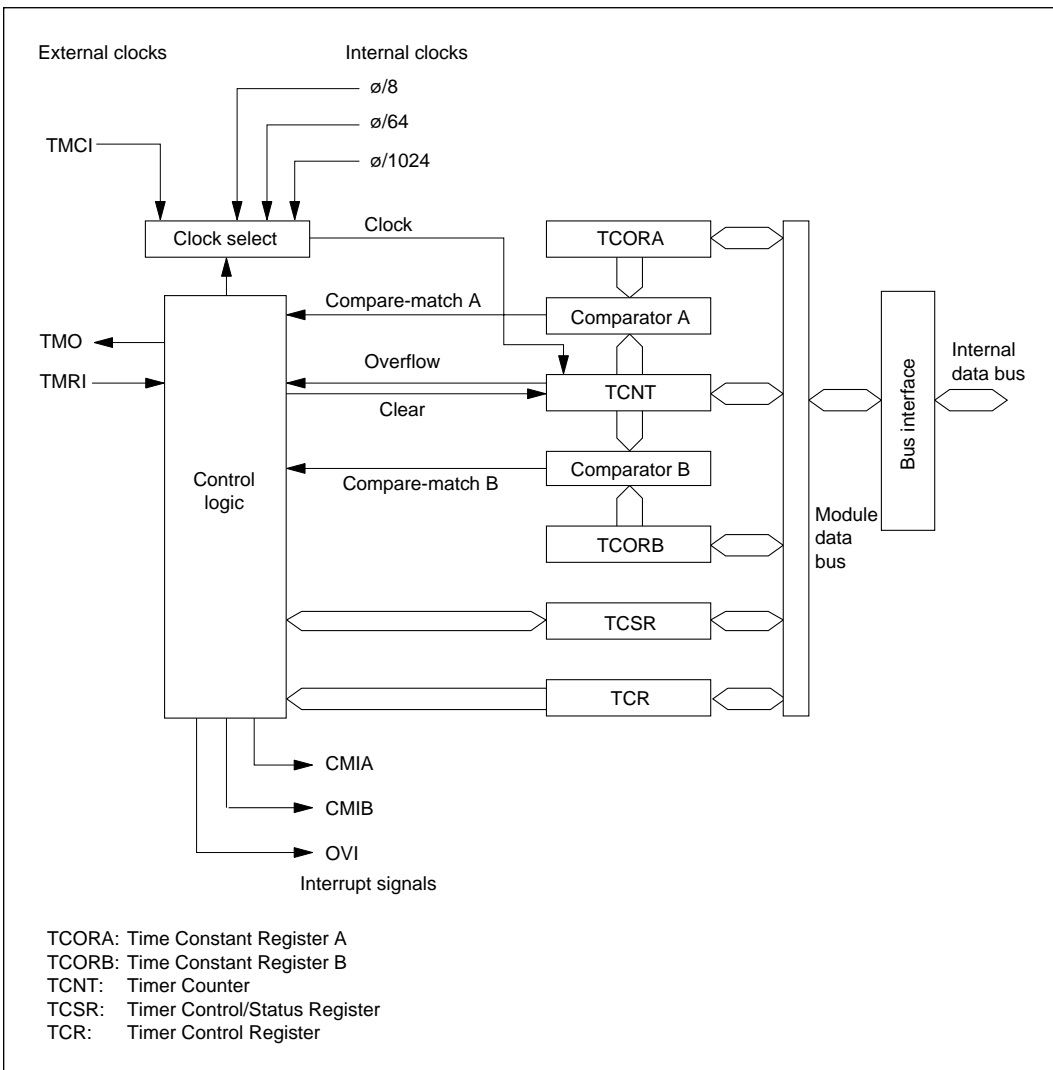 External clocks
Internal clocks
ø/8
ø/64
TMCI
ø/1024
Clock select
Clock
TCORA
Compare-match A
Comparator A
TMO
Overflow
TMRI
TCNT
Clear
Internal
data bus
Bus interface
Comparator B
Compare-match B
Control
logic
TCORB
Module
data
bus
TCSR
TCR
CMIA
CMIB
OVI
Interrupt signals
TCORA: Time Constant Register A
TCORB: Time Constant Register B
TCNT: Timer Counter
TCSR: Timer Control/Status Register
TCR: Timer Control Register